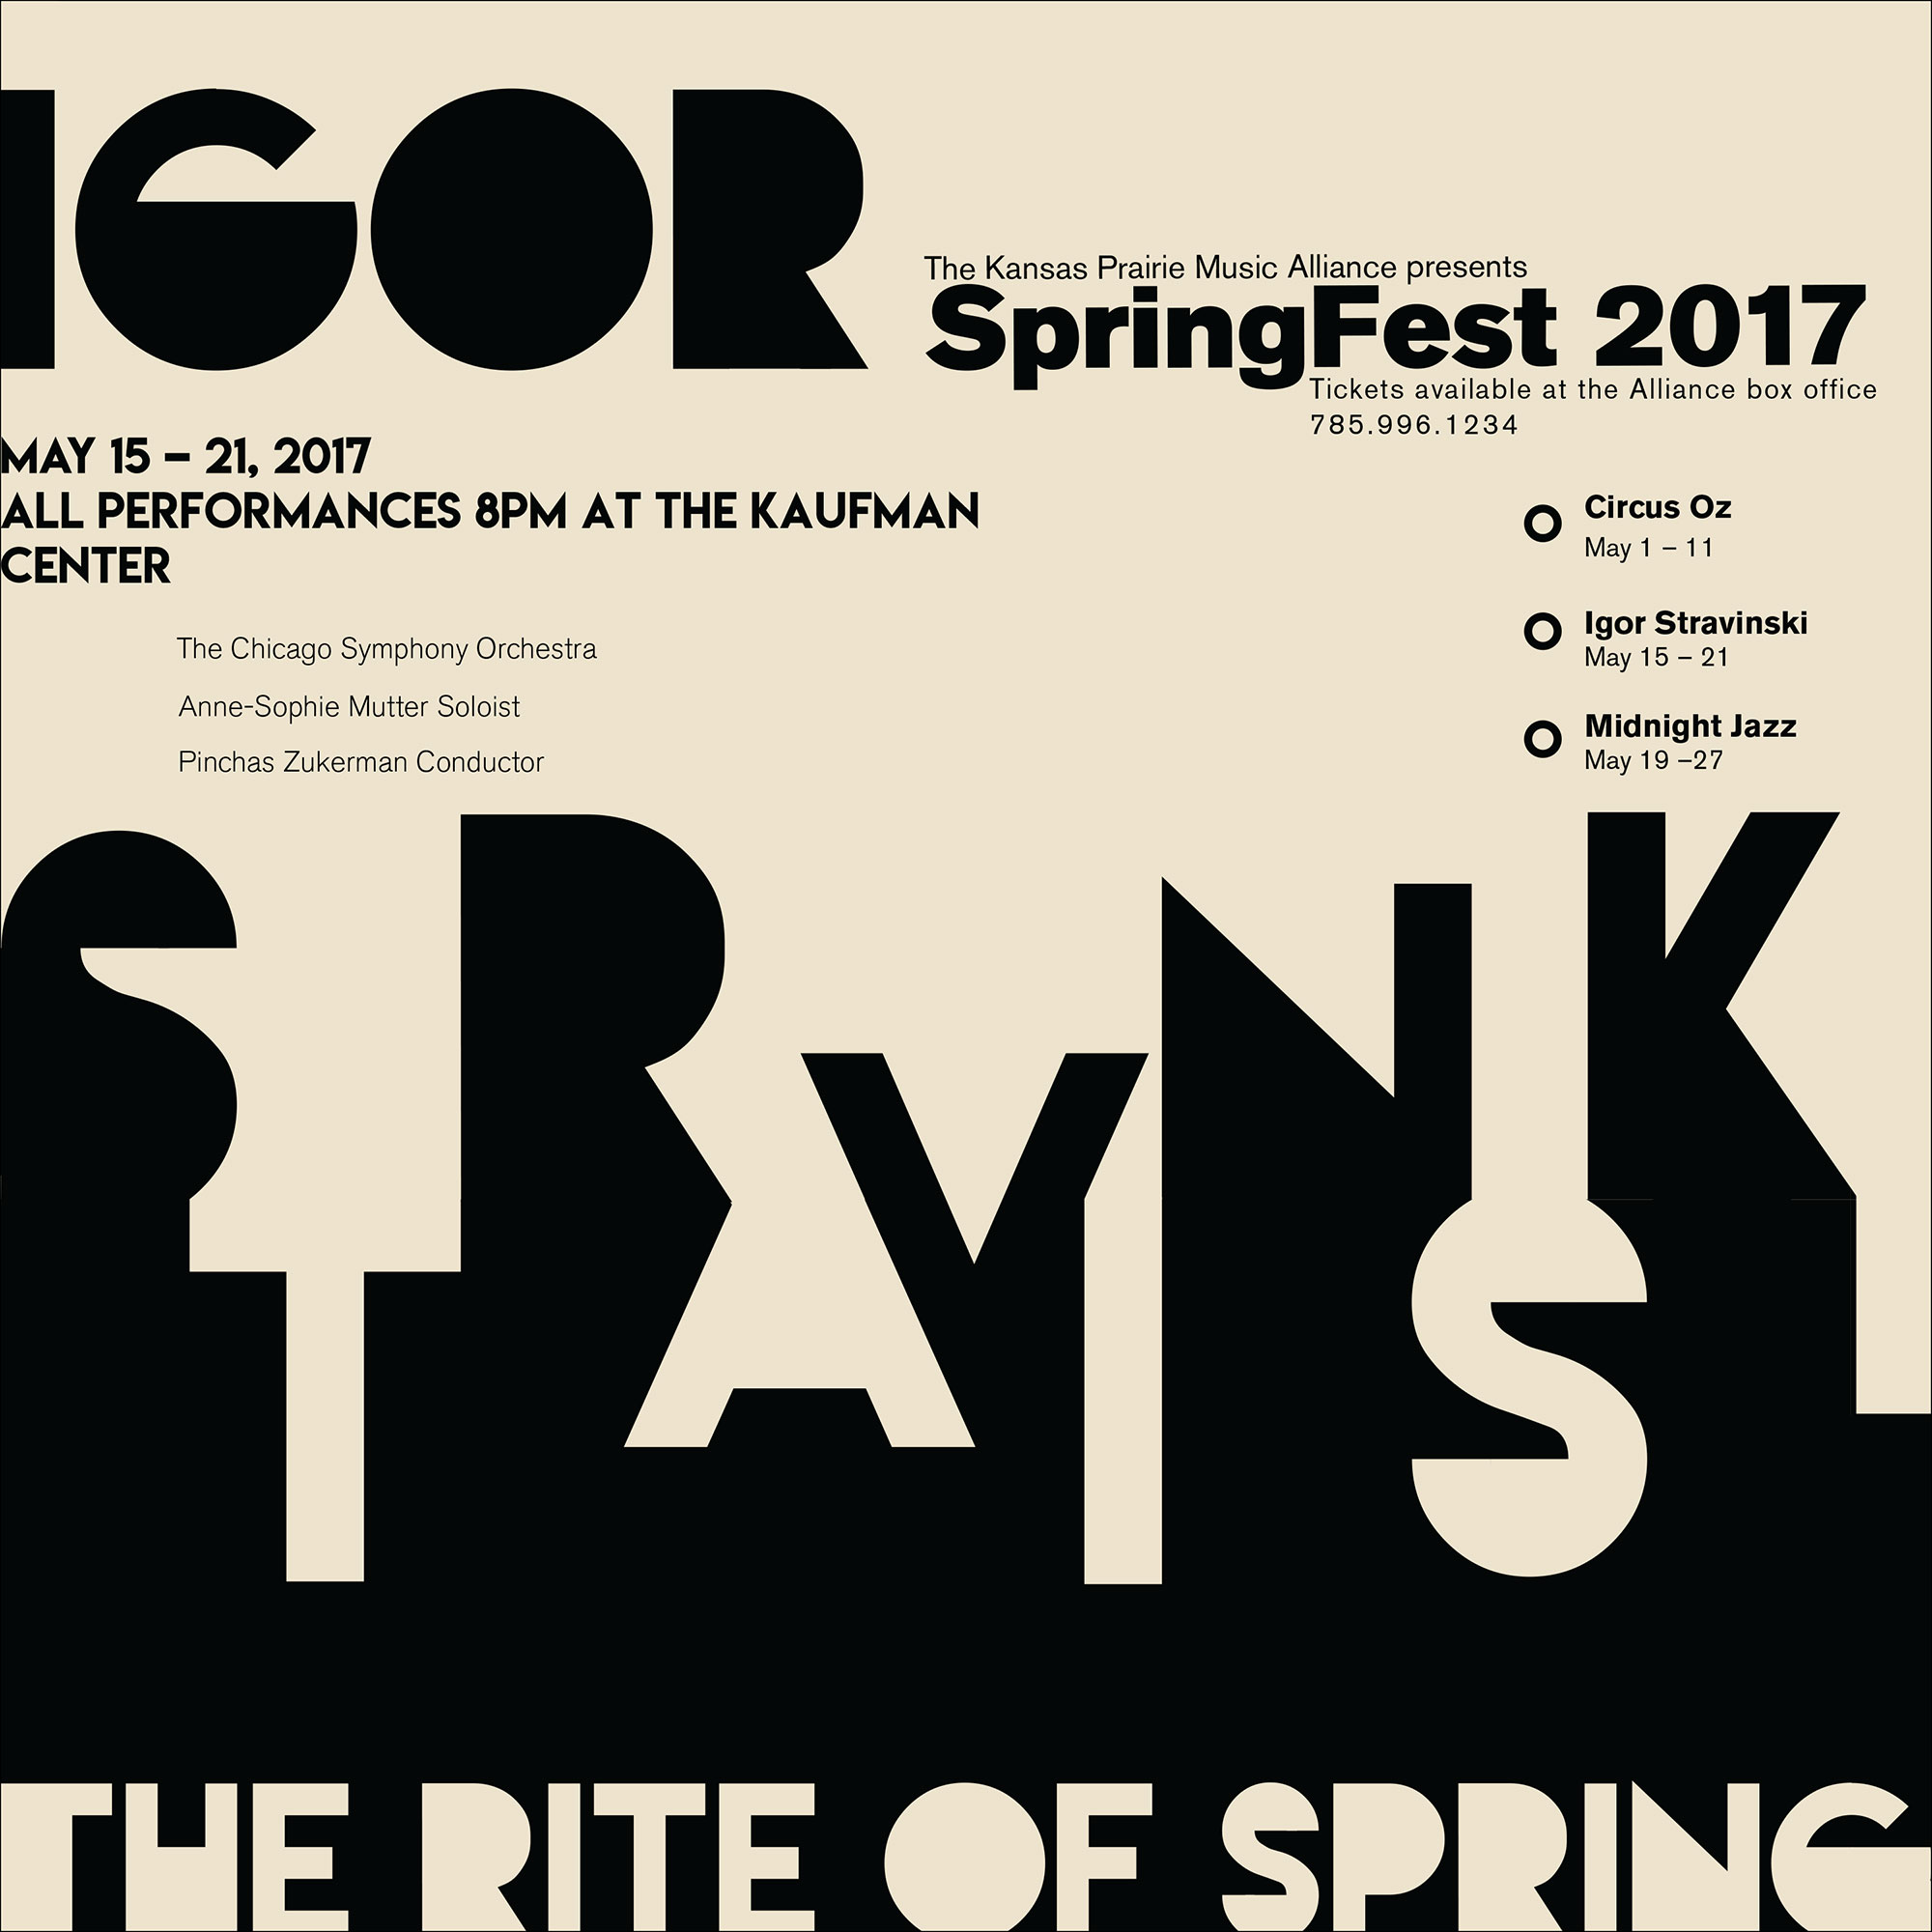 IGOR
The Kansas Prairie Music Alliance presents
SpringFest 2017
Tickets available at the Alliance box office
785.996.1234
MAY 15 – 21, 2017
ALL PERFORMANCES 8PM AT THE KAUFMAN
CENTER
The Chicago Symphony Orchestra
Anne-Sophie Mutter Soloist
Pinchas Zukerman Conductor
Circus Oz
May 1 – 11
Igor Stravinski
May 15 – 21
Midnight Jazz
May 19 –27
STRAVINSKI
THE RITE OF SPRING